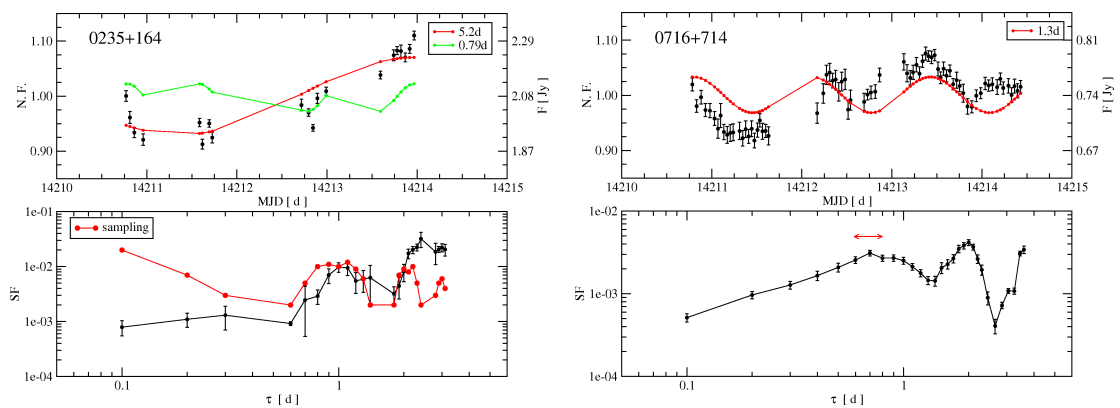 0235+164
5.2d
0.79d
N. F.
1.10
1.00
0.90
2.29
2.08
1.87
F [ Jy]
14210
14211
14212
14213
14214
14215
MJD [ d ]
0716+714
1.3d
N. F.
1.10
1.00
0.90
0.81
0.74
0.67
F [ Jy]
14210
14211
14212
14213
14214
14215
MJD [ d ]
sampling
SF
1e-01
1e-02
1e-03
1e-04
0.1
1
τ [ d ]
SF
1e-02
1e-03
1e-04
0.1
1
τ [ d ]